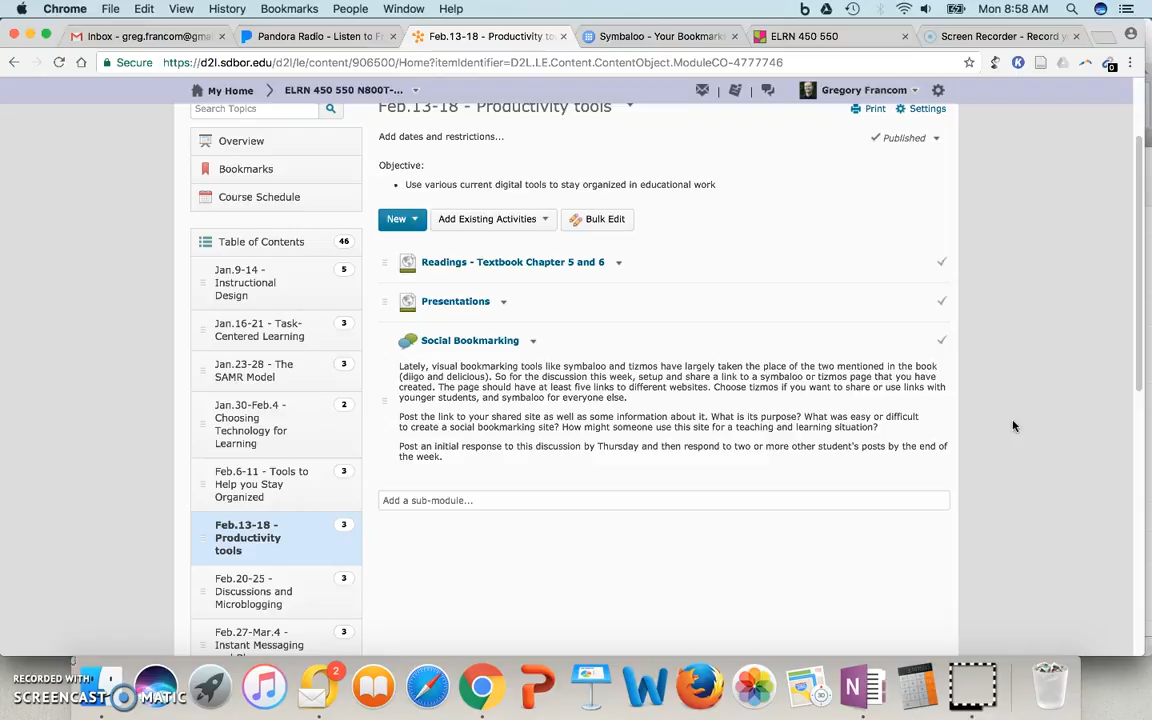 Chrome File Edit View History Bookmarks People Window Help Mon 8:58 AM
Inbox - greg.francom@gma Pandora Radio - Listen to F Feb.13-18 - Productivity to Symbaloo - Your Bookmark ELRN 450 550 Screen Recorder - Record y
Secure https://d2l.sdbor.edu/d2l/le/content/906500/Home?itemIdentifier=D2L.LE.Content.ContentObject.ModuleCO-4777746
My Home ELRN 450 550 N800T-... Gregory Francom
Search Topics
Feb.13-18 - Productivity tools
Print Settings
Add dates and restrictions...
Published
Overview
Bookmarks
Course Schedule
Objective:
• Use various current digital tools to stay organized in educational work
New Add Existing Activities Bulk Edit
Table of Contents 46
Jan.9-14 - 5
Instructional
Design
Jan.16-21 - Task- 3
Centered Learning
Jan.23-28 - The 3
SAMR Model
Jan.30-Feb.4 - 2
Choosing
Technology for
Learning
Feb.6-11 - Tools to 3
Help you Stay
Organized
Feb.13-18 - 3
Productivity
tools
Feb.20-25 - 3
Discussions and
Microblogging
Feb.27-Mar.4 - 3
Instant Messaging
Readings - Textbook Chapter 5 and 6
Presentations
Social Bookmarking
Lately, visual bookmarking tools like symbaloo and tizmos have largely taken the place of the two mentioned in the book
(diigo and delicious). So for the discussion this week, setup and share a link to a symbaloo or tizmos page that you have
created. The page should have at least five links to different websites. Choose tizmos if you want to share or use links with
younger students, and symbaloo for everyone else.
Post the link to your shared site as well as some information about it. What is its purpose? What was easy or difficult
to create a social bookmarking site? How might someone use this site for a teaching and learning situation?
Post an initial response to this discussion by Thursday and then respond to two or more other student's posts by the end of
the week.
Add a sub-module...
RECORDED WITH
SCREENCAST MATIC
2